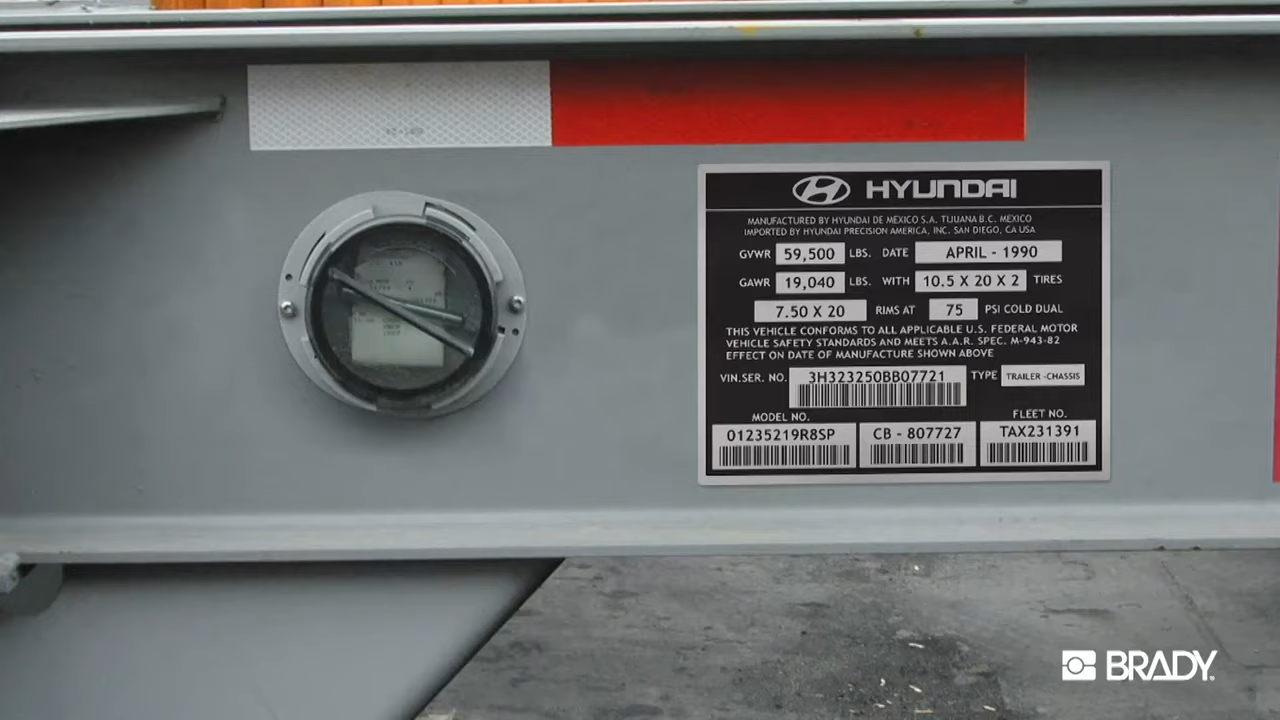 HYUNDAI
MANUFACTURED BY HYUNDAI DE MEXICO S.A. TIJUANA B.C. MEXICO
IMPORTED BY HYUNDAI PRECISION AMERICA, INC. SAN DIEGO, CA USA
GVWR 59,500 LBS. DATE APRIL - 1990
GAWR 19,040 LBS. WITH 10.5 X 20 X 2 TIRES
7.50 X 20 RIMS AT 75 PSI COLD DUAL
THIS VEHICLE CONFORMS TO ALL APPLICABLE U.S. FEDERAL MOTOR
VEHICLE SAFETY STANDARDS AND MEETS A.A.R. SPEC. M-943-82
EFFECT ON DATE OF MANUFACTURE SHOWN ABOVE
VIN.SER. NO. 3H323250BB07721 TYPE TRAILER -CHASSIS
MODEL NO. FLEET NO.
01235219R8SP CB - 807727 TAX231391
BRADY.